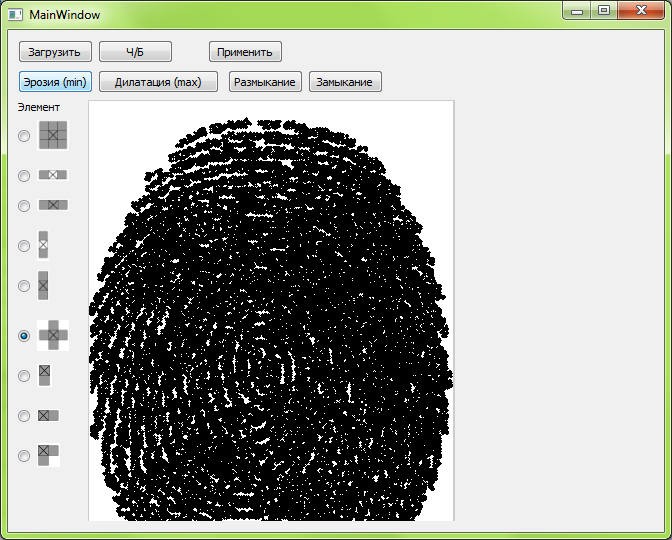 MainWindow
Загрузить Ч/Б Применить
Эрозия (min) Дилатация (max) Размыкание Замыкание
Элемент